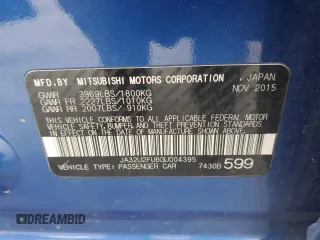 MFD.BY MITSUBISHI MOTORS CORPORATION JAPAN
GVWR 3969LBS/1800KG NOV 2015
GAWR FR 2227LBS/1010KG
GAWR RR 2007LBS/ 910KG
THIS VEHICLE CONFORMS TO ALL APPLICABLE FEDERAL MOTOR
VEHICLE SAFETY, BUMPER, AND THEFT PREVENTION STANDARDS
IN EFFECT ON THE DATE OF MANUFACTURE SHOWN ABOVE.
JA32U2FU6GU004395
VEHICLE TYPE: PASSENGER CAR 7430B 599
AutoBidMaster